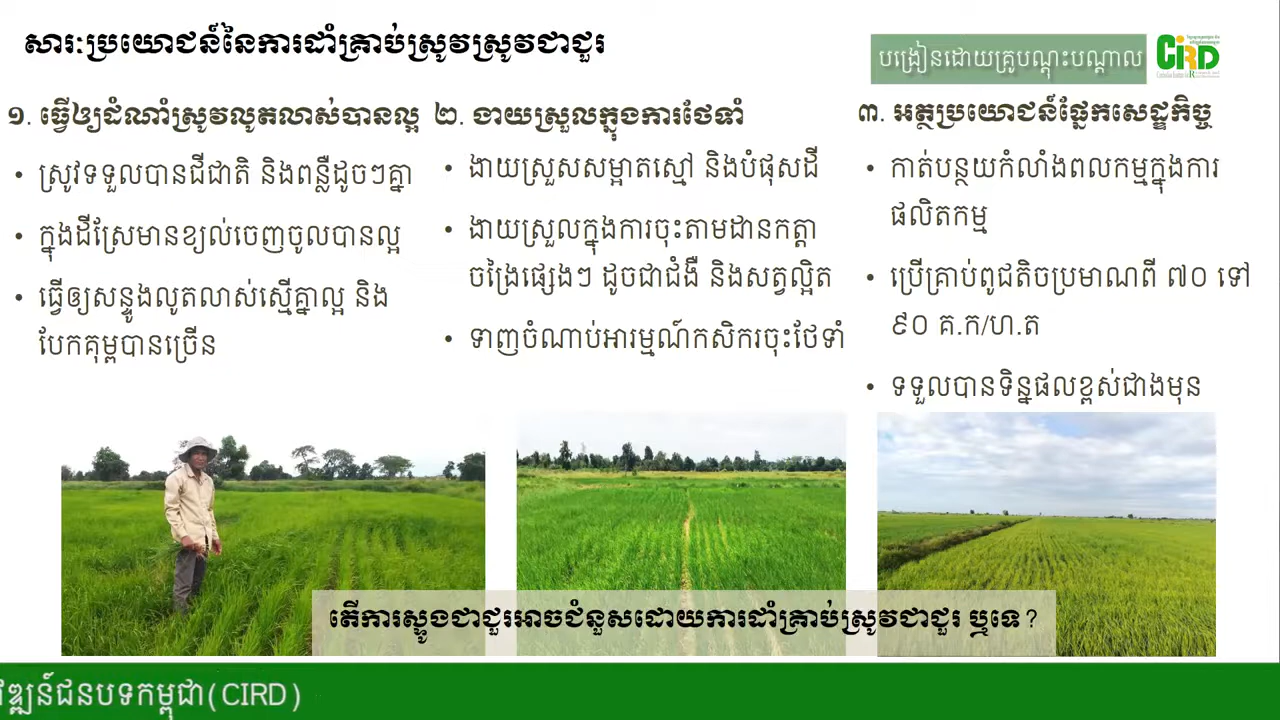 សារៈប្រយោជន៍នៃការដាំគ្រាប់ស្រូវស្រូវជាជួរ
បង្រៀនដោយគ្រូបណ្តុះបណ្តាល
CIRD
១. ធ្វើឲ្យដំណាំស្រូវលូតលាស់បានល្អ
ស្រូវទទួលបានជីជាតិ និងពន្លឺដូចៗគ្នា
ក្នុងដីស្រែមានខ្យល់ចេញចូលបានល្អ
ធ្វើឲ្យសន្ទូងលូតលាស់ស្មើគ្នាល្អ និង
បែកគុម្ពបានច្រើន
២. ងាយស្រួលក្នុងការថែទាំ
ងាយស្រួសសម្អាតស្មៅ និងបំផុសដី
ងាយស្រួលក្នុងការចុះតាមដានកត្តា
ចង្រៃផ្សេងៗ ដូចជាជំងឺ និងសត្វល្អិត
ទាញចំណាប់អារម្មណ៍កសិករចុះថែទាំ
៣. អត្ថប្រយោជន៍ផ្នែកសេដ្ឋកិច្ច
កាត់បន្ថយកំលាំងពលកម្មក្នុងការ
ផលិតកម្ម
ប្រើគ្រាប់ពូជតិចប្រមាណពី ៧០ ទៅ
៩០ គ.ក/ហ.ត
ទទួលបានទិន្នផលខ្ពស់ជាងមុន
តើការស្ទូងជាជួរអាចជំនួសដោយការដាំគ្រាប់ស្រូវជាជួរ ឬទេ?
វឌ្ឍន៍ជនបទកម្ពុជា(CIRD)